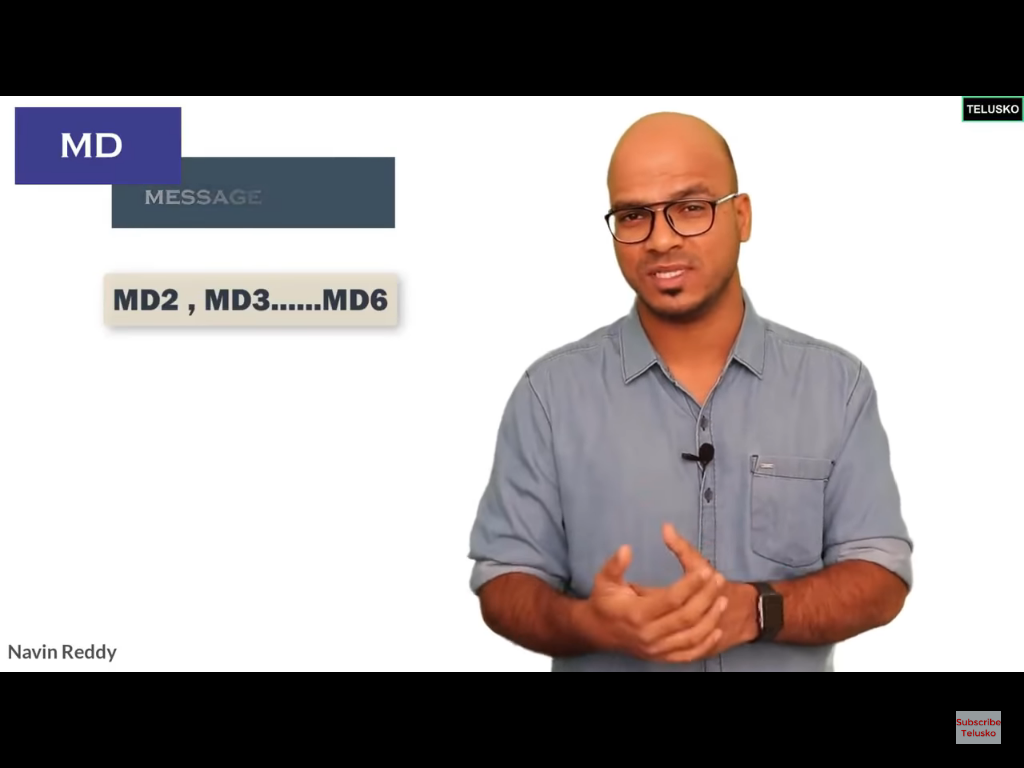 TELUSKO
MD
MESSAGE
MD2 , MD3......MD6
Navin Reddy
Subscribe
Telusko